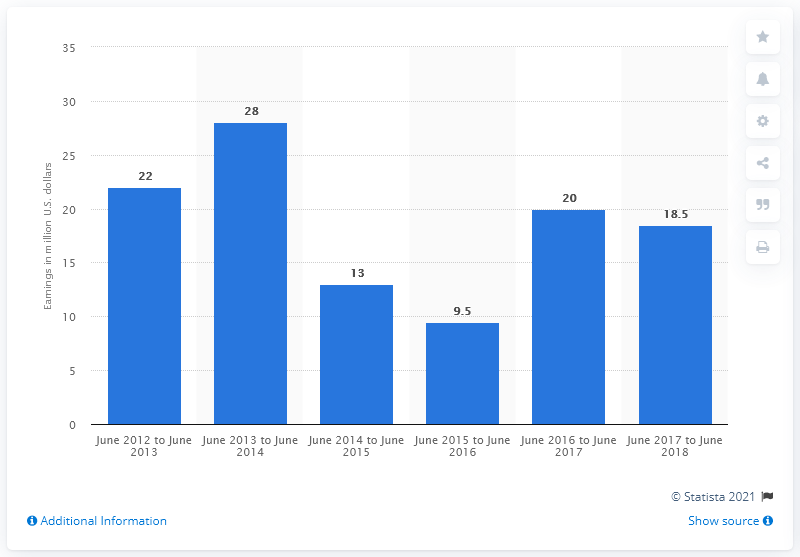 35
30
25
20
15
10
5
0
Earnings in million U.S. dollars
22
28
13
9.5
20
18.5
June 2012 to June
2013
June 2013 to June
2014
June 2014 to June
2015
June 2015 to June
2016
June 2016 to June
2017
June 2017 to June
2018
© Statista 2021
Additional Information
Show source